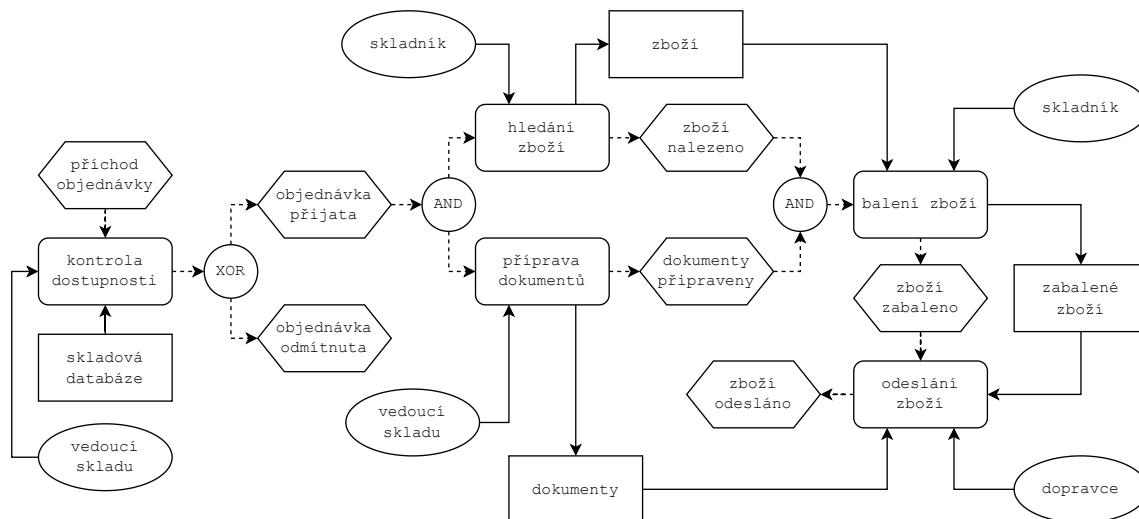 skladník
zboží
skladník
hledání
zboží
zboží
nalezeno
příchod
objednávky
objednávka
přijata
AND
AND
balení zboží
kontrola
dostupnosti
XOR
příprava
dokumentů
dokumenty
připraveny
zboží
zabaleno
zabalené
zboží
objednávka
odmítnuta
skladová
databáze
zboží
odesláno
odeslání
zboží
vedoucí
skladu
vedoucí
skladu
dokumenty
dopravce